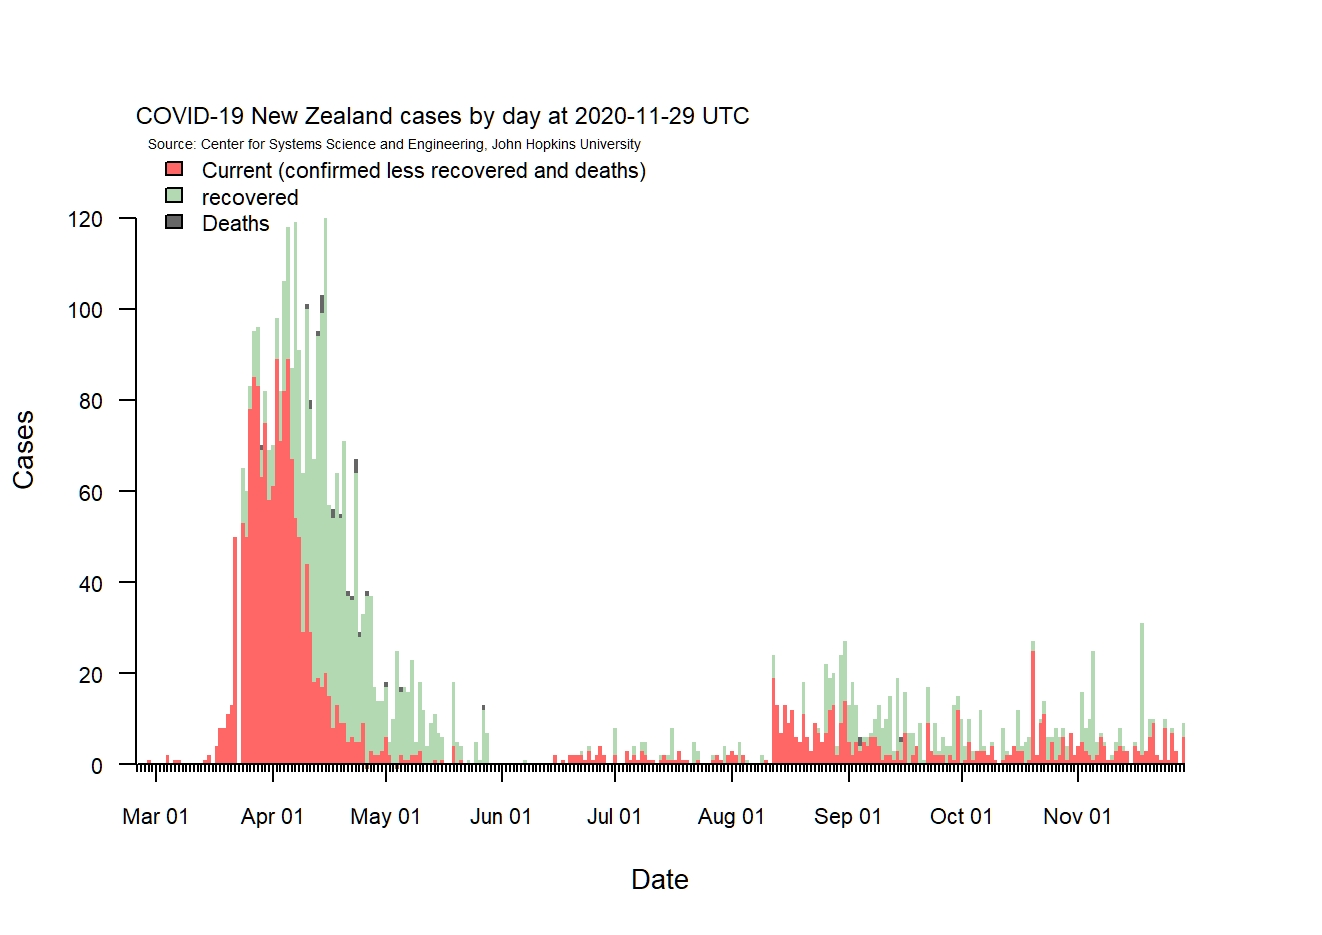 COVID-19 New Zealand cases by day at 2020-11-29 UTC
Source: Center for Systems Science and Engineering, John Hopkins University
Current (confirmed less recovered and deaths)
recovered
Deaths
120
100
80
60
40
20
0
Cases
Mar 01 Apr 01 May 01 Jun 01 Jul 01 Aug 01 Sep 01 Oct 01 Nov 01
Date